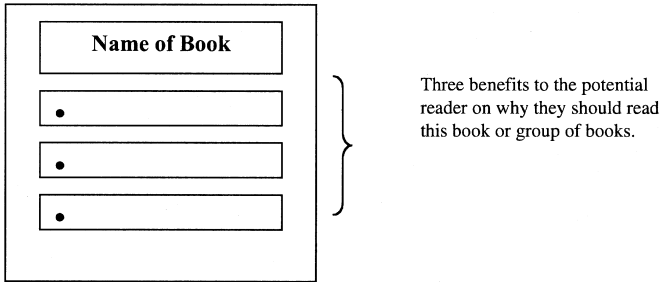 Name of Book
•
•
•
Three benefits to the potential
reader on why they should read
this book or group of books.